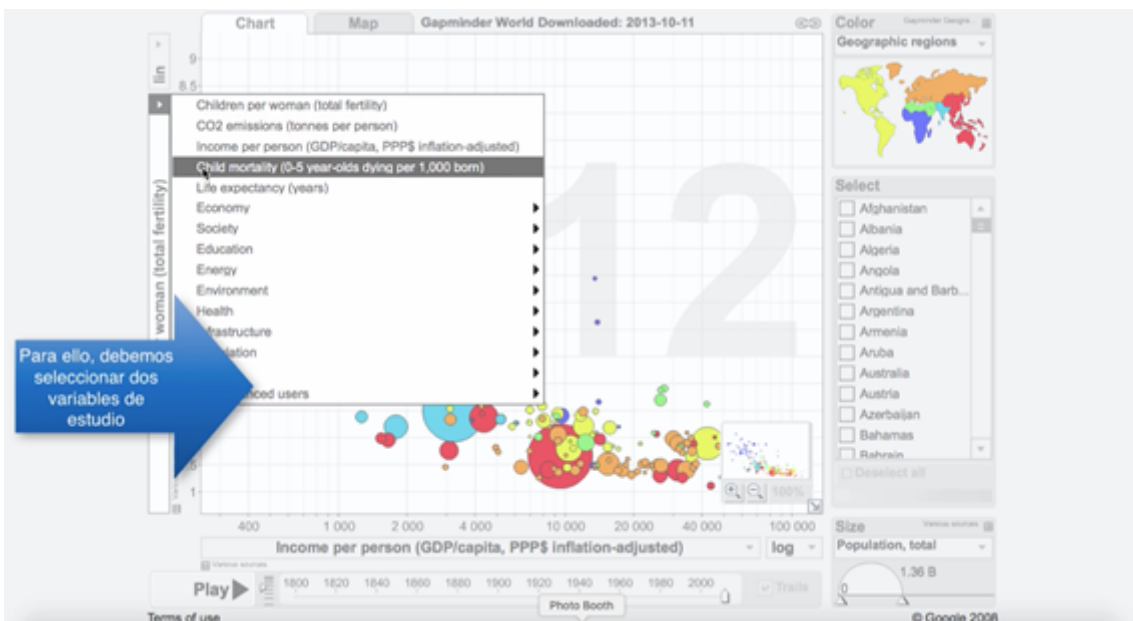 Chart
Map
Gapminder World Downloaded: 2013-10-11
Color
Geographic regions
lin
9
8.5
Children per woman (total fertility)
CO2 emissions (tonnes per person)
Income per person (GDP/capita, PPP$ inflation-adjusted)
Child mortality (0-5 year-olds dying per 1,000 born)
Life expectancy (years)
Economy
Society
Education
Energy
Environment
Health
woman (total fertility)
12
Para ello, debemos
seleccionar dos
variables de
estudio
users
1
100%
400
1 000
2 000
4 000
10 000
20 000
40 000
100 000
Income per person (GDP/capita, PPP$ inflation-adjusted)
log
Various sources
Play
1800
1820
1840
1860
1880
1900
1920
1940
1960
1980
2000
Trails
Photo Booth
Terms of use
Select
Afghanistan
Albania
Algeria
Angola
Antigua and Barb...
Argentina
Armenia
Aruba
Australia
Austria
Azerbaijan
Bahamas
Bahrain
Deselect all
Size
Various sources
Population, total
1.36 B
0
© Google 2008